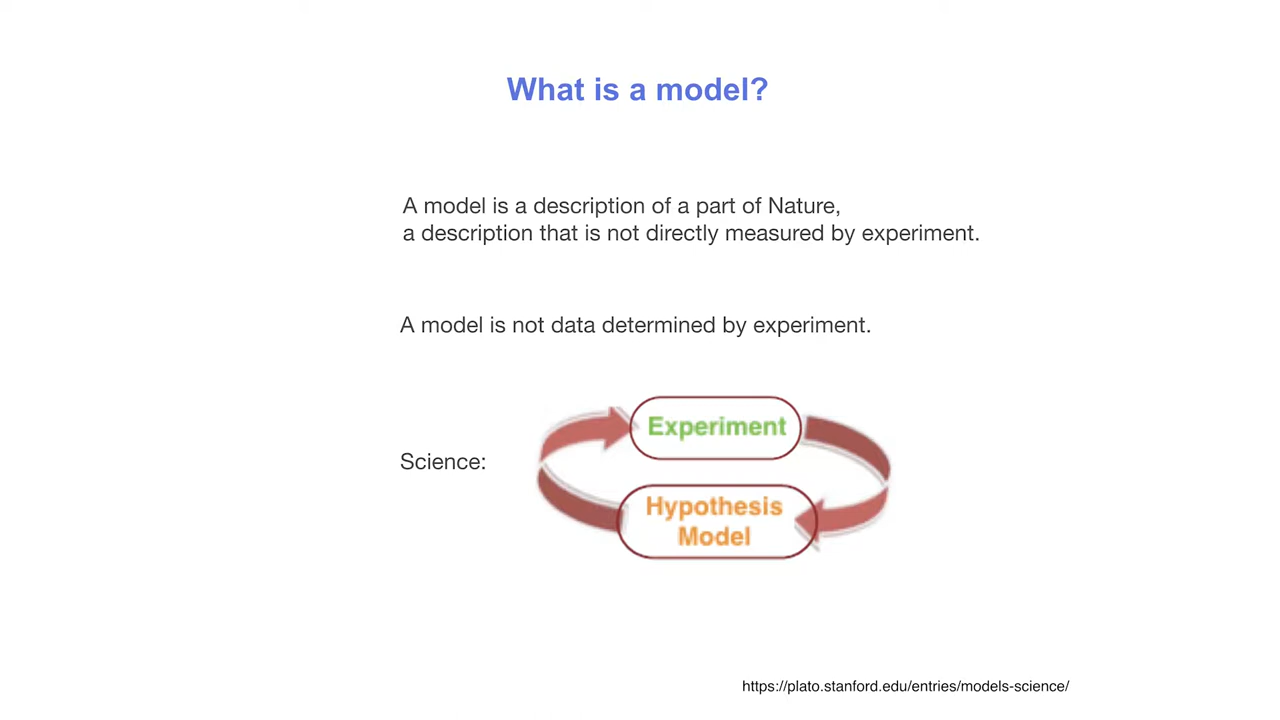 What is a model?
A model is a description of a part of Nature,
a description that is not directly measured by experiment.
A model is not data determined by experiment.
Science:
Experiment
Hypothesis
Model
https://plato.stanford.edu/entries/models-science/